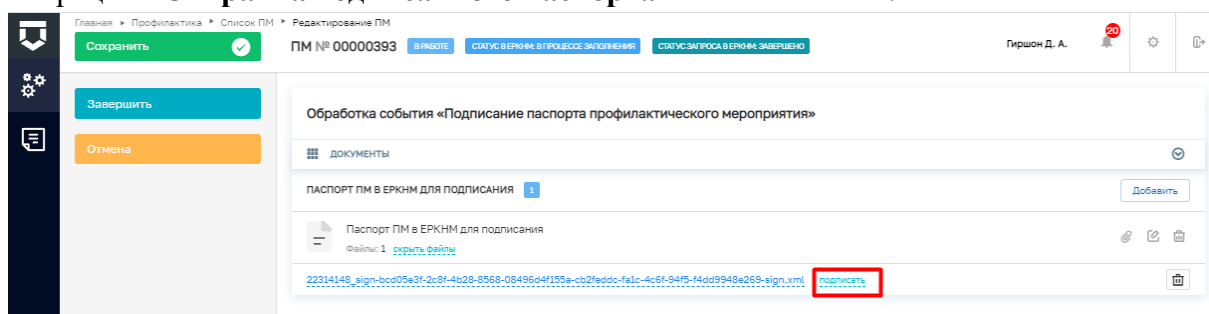 Главная ▸ Профилактика ▸ Список ПМ ▸ Редактирование ПМ
Сохранить
ПМ № 00000393 В РАБОТЕ СТАТУС В ЕРКНМ: В ПРОЦЕССЕ ЗАПОЛНЕНИЯ СТАТУС ЗАПРОСА В ЕРКНМ: ЗАВЕРШЕНО
Гиршон Д. А.
20
Завершить
Отмена
Обработка события «Подписание паспорта профилактического мероприятия»
ДОКУМЕНТЫ
ПАСПОРТ ПМ В ЕРКНМ ДЛЯ ПОДПИСАНИЯ 1
Добавить
Паспорт ПМ в ЕРКНМ для подписания
Файлы: 1 скрыть файлы
22314148_sign-bcd05e3f-2c8f-4b28-8568-08496d4f155a-cb2feddc-fa1c-4c6f-94f5-f4dd9948e269-sign.xml подписать